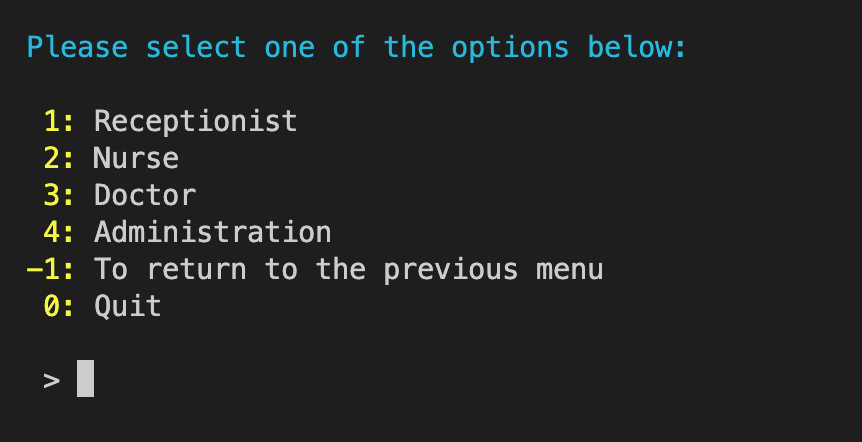 Please select one of the options below:
1: Receptionist
2: Nurse
3: Doctor
4: Administration
-1: To return to the previous menu
0: Quit
>